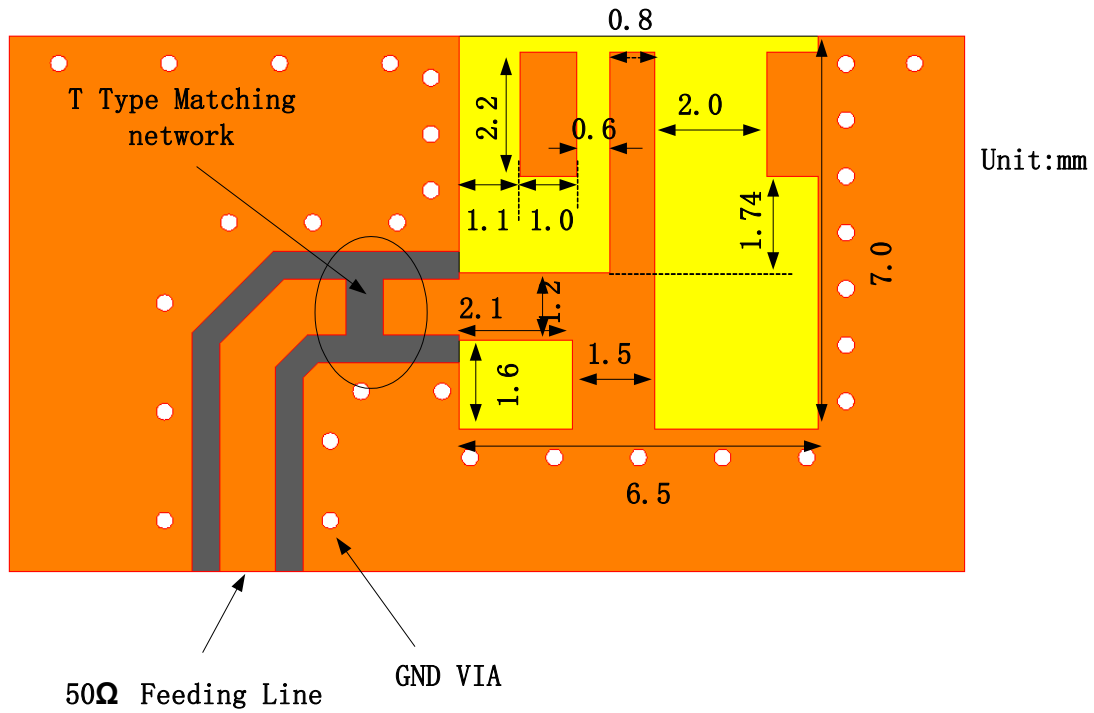 0.8
T Type Matching
network
2.2
0.6
2.0
Unit:mm
1.1
1.0
1.74
7.0
2.1
1.2
1.6
1.5
6.5
50Ω Feeding Line
GND VIA